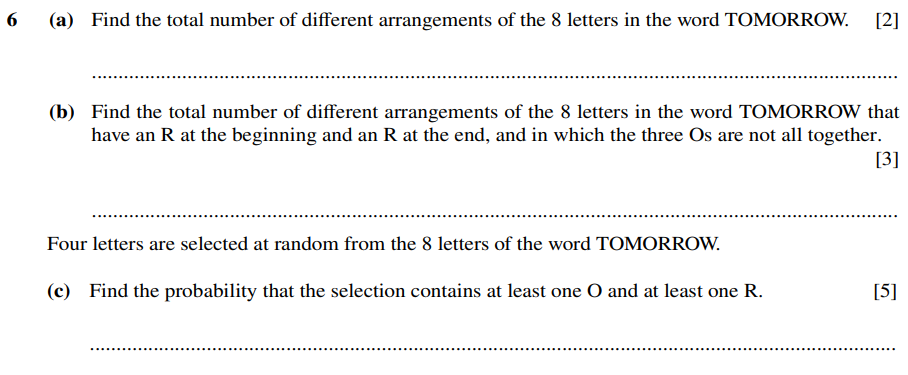 6 (a) Find the total number of different arrangements of the 8 letters in the word TOMORROW. [2]
................................................................................
(b) Find the total number of different arrangements of the 8 letters in the word TOMORROW that
have an R at the beginning and an R at the end, and in which the three Os are not all together.
[3]
................................................................................
Four letters are selected at random from the 8 letters of the word TOMORROW.
(c) Find the probability that the selection contains at least one O and at least one R. [5]
................................................................................